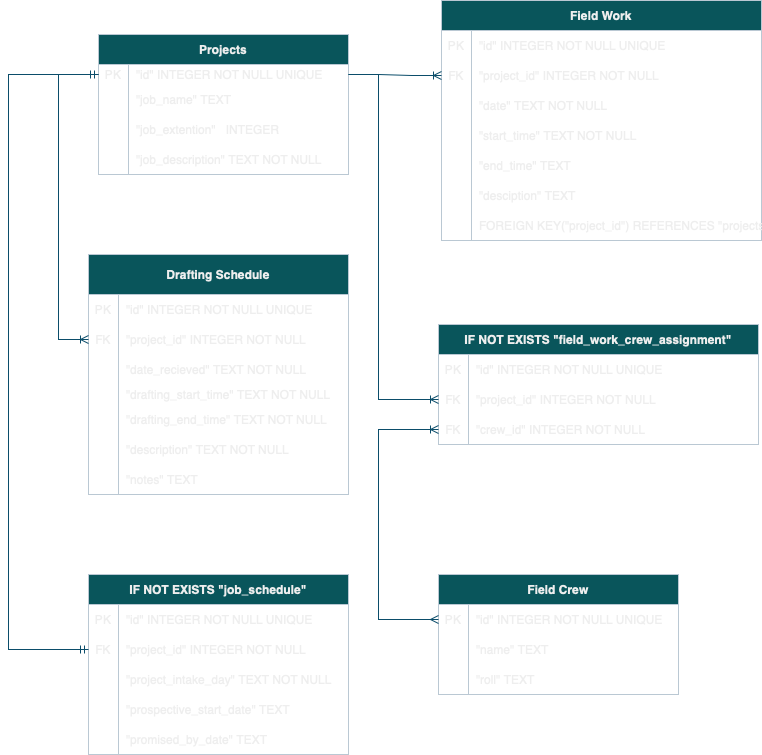 Projects
PK "id" INTEGER NOT NULL UNIQUE
"job_name" TEXT
"job_extention" INTEGER
"job_description" TEXT NOT NULL
Field Work
PK "id" INTEGER NOT NULL UNIQUE
FK "project_id" INTEGER NOT NULL
"date" TEXT NOT NULL
"start_time" TEXT NOT NULL
"end_time" TEXT
"desciption" TEXT
FOREIGN KEY("project_id") REFERENCES "projects
Drafting Schedule
PK "id" INTEGER NOT NULL UNIQUE
FK "project_id" INTEGER NOT NULL
"date_recieved" TEXT NOT NULL
"drafting_start_time" TEXT NOT NULL
"drafting_end_time" TEXT NOT NULL
"description" TEXT NOT NULL
"notes" TEXT
IF NOT EXISTS "field_work_crew_assignment"
PK "id" INTEGER NOT NULL UNIQUE
FK "project_id" INTEGER NOT NULL
FK "crew_id" INTEGER NOT NULL
IF NOT EXISTS "job_schedule"
PK "id" INTEGER NOT NULL UNIQUE
FK "project_id" INTEGER NOT NULL
"project_intake_day" TEXT NOT NULL
"prospective_start_date" TEXT
"promised_by_date" TEXT
Field Crew
PK "id" INTEGER NOT NULL UNIQUE
"name" TEXT
"roll" TEXT